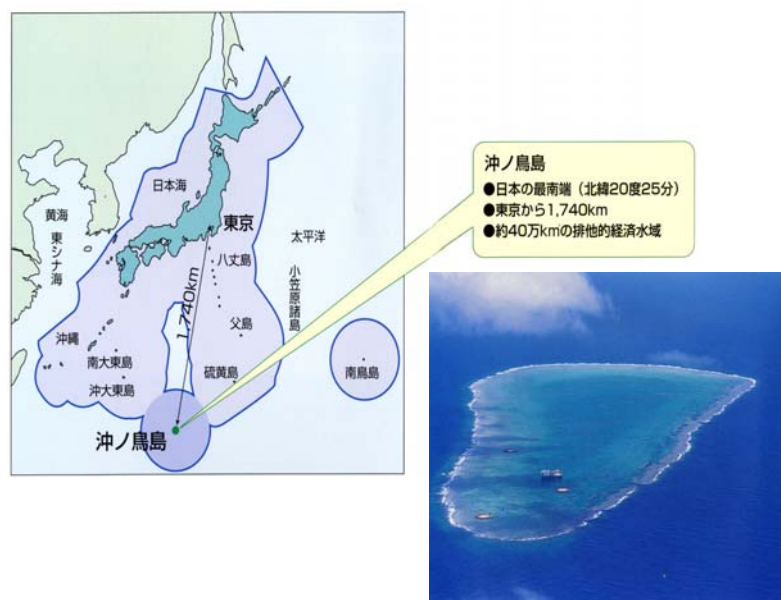 日本海
黄海
東シナ海
東京
太平洋
八丈島
小笠原諸島
1,740km
父島
沖縄
南大東島
沖大東島
硫黄島
南鳥島
沖ノ鳥島
沖ノ鳥島
●日本の最南端（北緯20度25分）
●東京から1,740km
●約40万kmの排他的経済水域